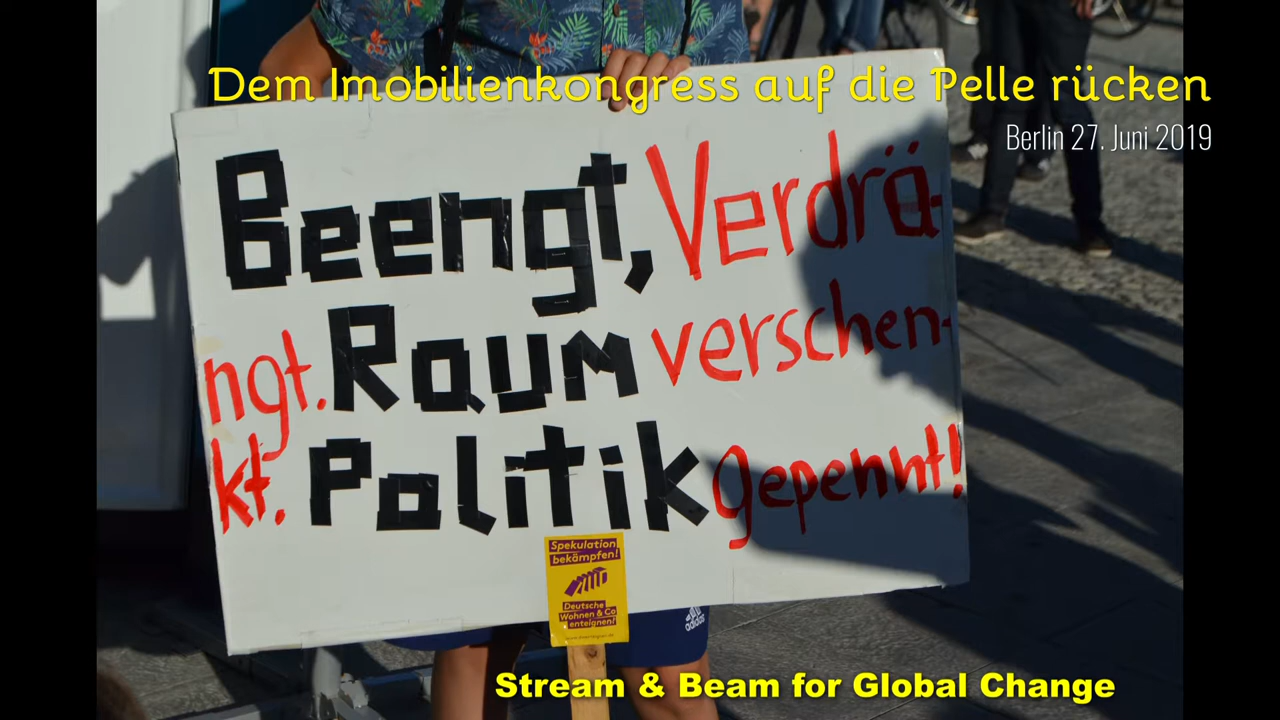 Dem Imobilienkongress auf die Pelle rücken
Berlin 27. Juni 2019
Beengt, Verdrä-
ngt. Raum verschen-
kt. Politik gepennt!
Spekulation
bekämpfen!
Deutsche
Wohnen & Co
enteignen!
adidas
Stream & Beam for Global Change